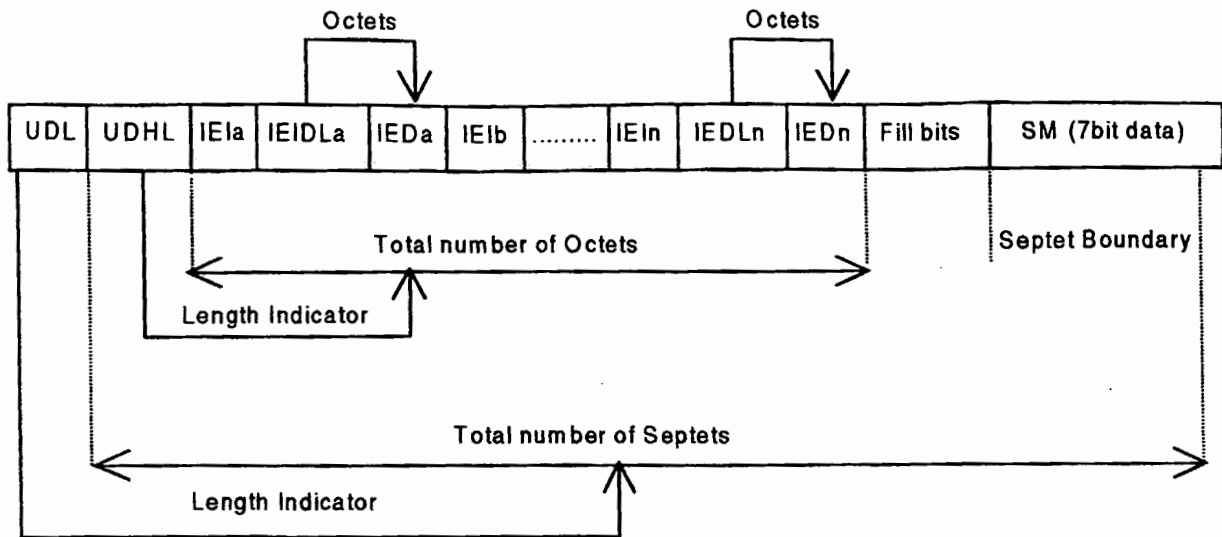 Octets Octets
UDL UDHL IEIa IEIDLa IEDa IEIb ......... IEIn IEDLn IEDn Fill bits SM (7bit data)
Total number of Octets Septet Boundary
Length Indicator
Total number of Septets
Length Indicator